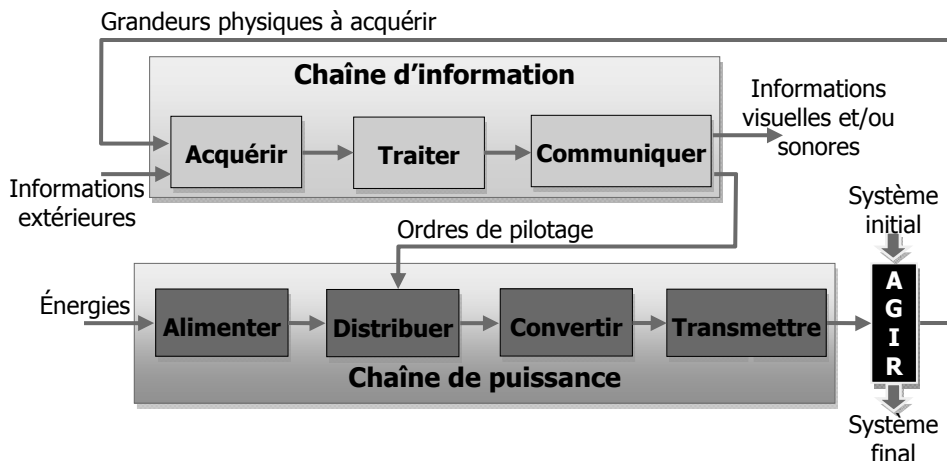 Grandeurs physiques à acquérir
Chaîne d’information
Informations
visuelles et/ou
sonores
Acquérir
Traiter
Communiquer
Informations
extérieures
Ordres de pilotage
Système
initial
Énergies
Alimenter
Distribuer
Convertir
Transmettre
A
G
I
R
Chaîne de puissance
Système
final